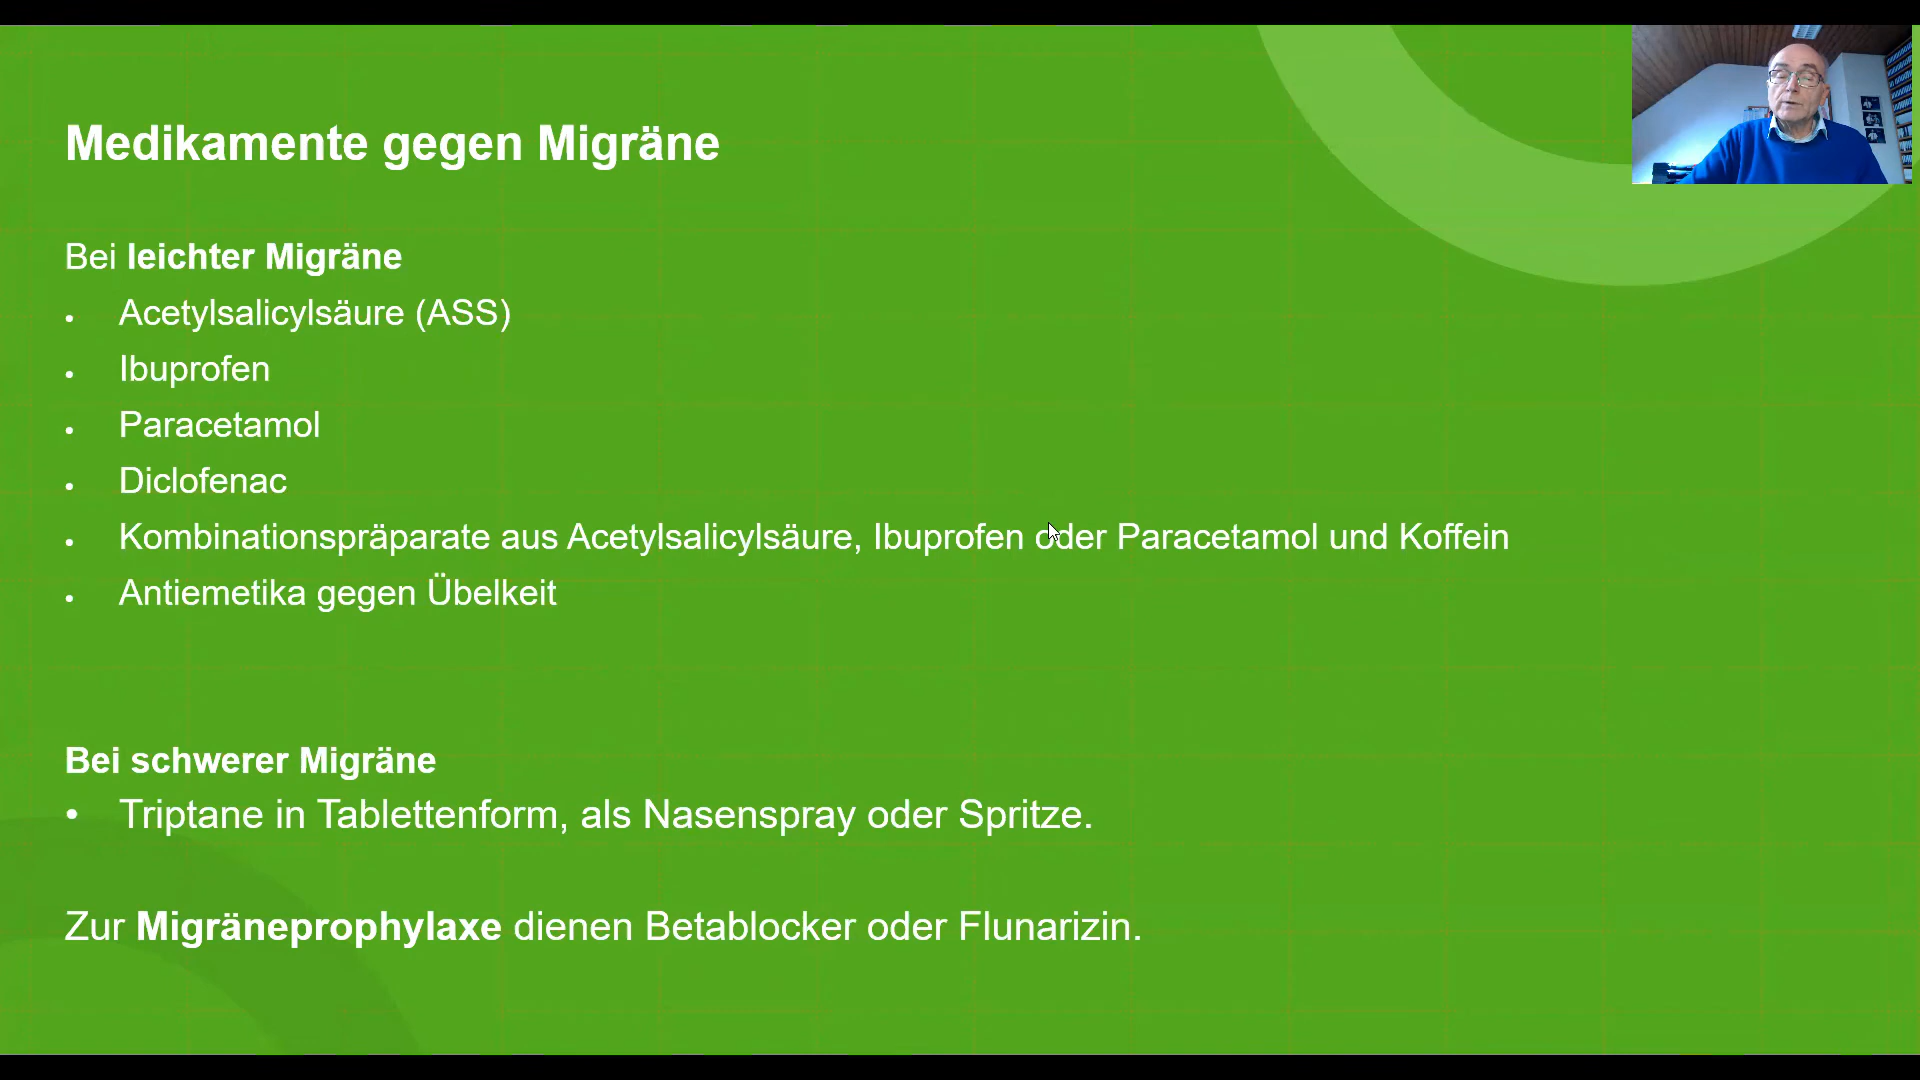 Medikamente gegen Migräne
Bei leichter Migräne
• Acetylsalicylsäure (ASS)
• Ibuprofen
• Paracetamol
• Diclofenac
• Kombinationspräparate aus Acetylsalicylsäure, Ibuprofen oder Paracetamol und Koffein
• Antiemetika gegen Übelkeit
Bei schwerer Migräne
• Triptane in Tablettenform, als Nasenspray oder Spritze.
Zur Migräneprophylaxe dienen Betablocker oder Flunarizin.